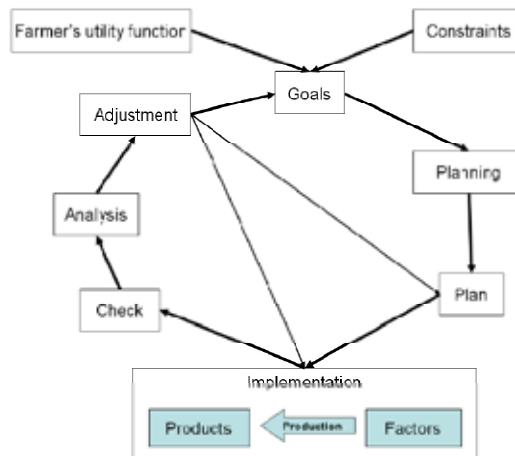 Farmer's utility function
Constraints
Goals
Adjustment
Planning
Analysis
Plan
Check
Implementation
Products
Production
Factors